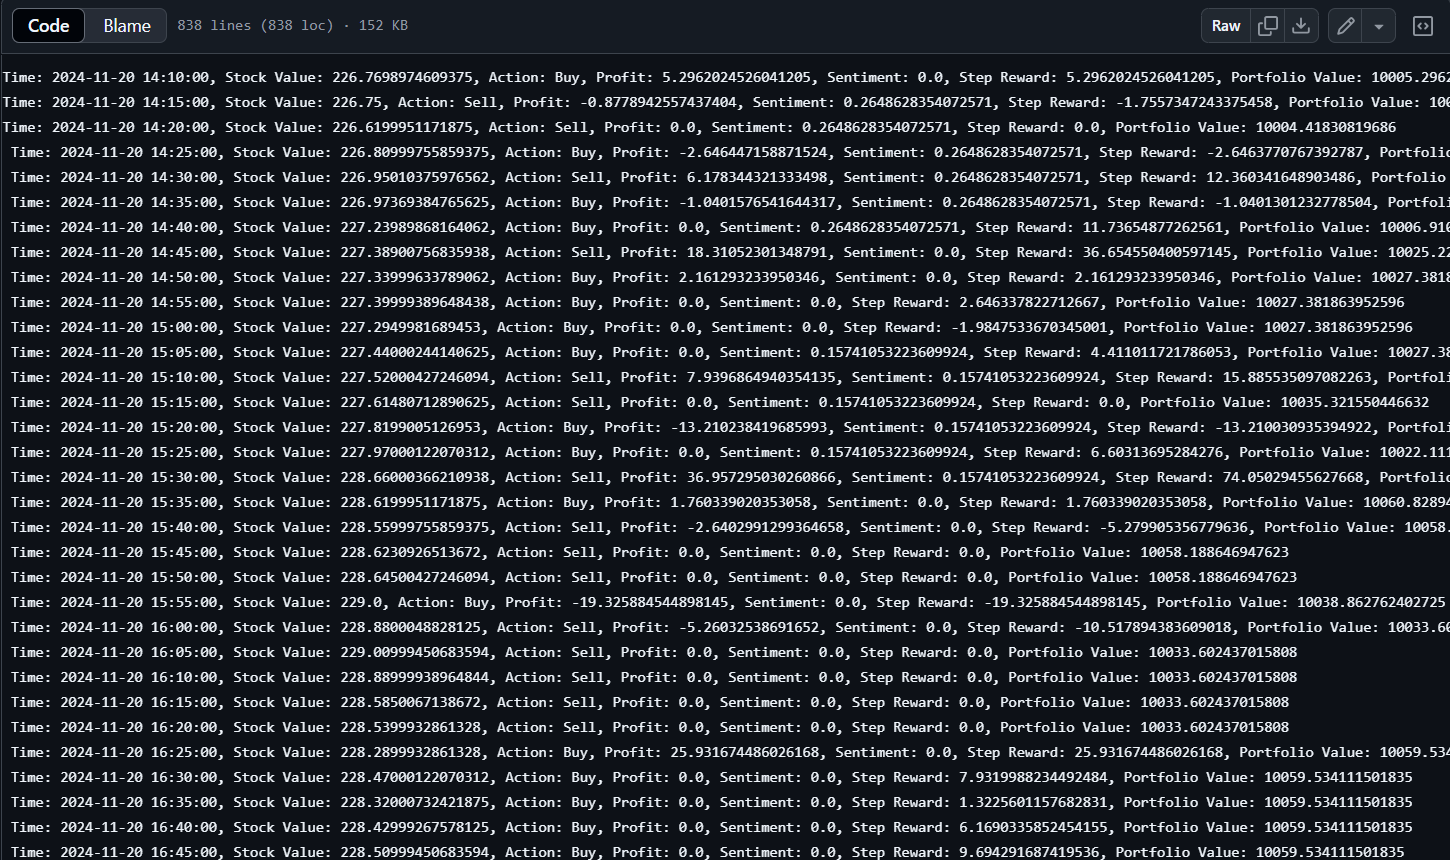 Code Blame 838 lines (838 loc) · 152 KB Raw
Time: 2024-11-20 14:10:00, Stock Value: 226.7698974609375, Action: Buy, Profit: 5.2962024526041205, Sentiment: 0.0, Step Reward: 5.2962024526041205, Portfolio Value: 10005.2962
Time: 2024-11-20 14:15:00, Stock Value: 226.75, Action: Sell, Profit: -0.8778942557437404, Sentiment: 0.2648628354072571, Step Reward: -1.7557347243375458, Portfolio Value: 100
Time: 2024-11-20 14:20:00, Stock Value: 226.6199951171875, Action: Sell, Profit: 0.0, Sentiment: 0.2648628354072571, Step Reward: 0.0, Portfolio Value: 10004.41830819686
Time: 2024-11-20 14:25:00, Stock Value: 226.80999755859375, Action: Buy, Profit: -2.646447158871524, Sentiment: 0.2648628354072571, Step Reward: -2.6463770767392787, Portfolio
Time: 2024-11-20 14:30:00, Stock Value: 226.95010375976562, Action: Sell, Profit: 6.178344321333498, Sentiment: 0.2648628354072571, Step Reward: 12.360341648903486, Portfolio
Time: 2024-11-20 14:35:00, Stock Value: 226.97369384765625, Action: Buy, Profit: -1.0401576541644317, Sentiment: 0.2648628354072571, Step Reward: -1.0401301232778504, Portfoli
Time: 2024-11-20 14:40:00, Stock Value: 227.23989868164062, Action: Buy, Profit: 0.0, Sentiment: 0.2648628354072571, Step Reward: 11.73654877262561, Portfolio Value: 10006.910
Time: 2024-11-20 14:45:00, Stock Value: 227.38900756835938, Action: Sell, Profit: 18.31052301348791, Sentiment: 0.0, Step Reward: 36.654550400597145, Portfolio Value: 10025.22
Time: 2024-11-20 14:50:00, Stock Value: 227.33999633789062, Action: Buy, Profit: 2.161293233950346, Sentiment: 0.0, Step Reward: 2.161293233950346, Portfolio Value: 10027.3818
Time: 2024-11-20 14:55:00, Stock Value: 227.39999389648438, Action: Buy, Profit: 0.0, Sentiment: 0.0, Step Reward: 2.646337822712667, Portfolio Value: 10027.381863952596
Time: 2024-11-20 15:00:00, Stock Value: 227.2949981689453, Action: Buy, Profit: 0.0, Sentiment: 0.0, Step Reward: -1.9847533670345001, Portfolio Value: 10027.381863952596
Time: 2024-11-20 15:05:00, Stock Value: 227.44000244140625, Action: Buy, Profit: 0.0, Sentiment: 0.15741053223609924, Step Reward: 4.411011721786053, Portfolio Value: 10027.38
Time: 2024-11-20 15:10:00, Stock Value: 227.52000427246094, Action: Sell, Profit: 7.9396864940354135, Sentiment: 0.15741053223609924, Step Reward: 15.885535097082263, Portfoli
Time: 2024-11-20 15:15:00, Stock Value: 227.61480712890625, Action: Sell, Profit: 0.0, Sentiment: 0.15741053223609924, Step Reward: 0.0, Portfolio Value: 10035.321550446632
Time: 2024-11-20 15:20:00, Stock Value: 227.8199005126953, Action: Buy, Profit: -13.210238419685993, Sentiment: 0.15741053223609924, Step Reward: -13.210030935394922, Portfoli
Time: 2024-11-20 15:25:00, Stock Value: 227.97000122070312, Action: Buy, Profit: 0.0, Sentiment: 0.15741053223609924, Step Reward: 6.60313695284276, Portfolio Value: 10022.111
Time: 2024-11-20 15:30:00, Stock Value: 228.66000366210938, Action: Sell, Profit: 36.957295030260866, Sentiment: 0.15741053223609924, Step Reward: 74.05029455627668, Portfolio
Time: 2024-11-20 15:35:00, Stock Value: 228.6199951171875, Action: Buy, Profit: 1.760339020353058, Sentiment: 0.0, Step Reward: 1.760339020353058, Portfolio Value: 10060.82894
Time: 2024-11-20 15:40:00, Stock Value: 228.55999755859375, Action: Sell, Profit: -2.6402991299364658, Sentiment: 0.0, Step Reward: -5.279905356779636, Portfolio Value: 10058.
Time: 2024-11-20 15:45:00, Stock Value: 228.6230926513672, Action: Sell, Profit: 0.0, Sentiment: 0.0, Step Reward: 0.0, Portfolio Value: 10058.188646947623
Time: 2024-11-20 15:50:00, Stock Value: 228.64500427246094, Action: Sell, Profit: 0.0, Sentiment: 0.0, Step Reward: 0.0, Portfolio Value: 10058.188646947623
Time: 2024-11-20 15:55:00, Stock Value: 229.0, Action: Buy, Profit: -19.325884544898145, Sentiment: 0.0, Step Reward: -19.325884544898145, Portfolio Value: 10038.862762402725
Time: 2024-11-20 16:00:00, Stock Value: 228.8800048828125, Action: Sell, Profit: -5.26032538691652, Sentiment: 0.0, Step Reward: -10.517894383609018, Portfolio Value: 10033.60
Time: 2024-11-20 16:05:00, Stock Value: 229.00999450683594, Action: Sell, Profit: 0.0, Sentiment: 0.0, Step Reward: 0.0, Portfolio Value: 10033.602437015808
Time: 2024-11-20 16:10:00, Stock Value: 228.88999938964844, Action: Sell, Profit: 0.0, Sentiment: 0.0, Step Reward: 0.0, Portfolio Value: 10033.602437015808
Time: 2024-11-20 16:15:00, Stock Value: 228.5850067138672, Action: Sell, Profit: 0.0, Sentiment: 0.0, Step Reward: 0.0, Portfolio Value: 10033.602437015808
Time: 2024-11-20 16:20:00, Stock Value: 228.5399932861328, Action: Sell, Profit: 0.0, Sentiment: 0.0, Step Reward: 0.0, Portfolio Value: 10033.602437015808
Time: 2024-11-20 16:25:00, Stock Value: 228.2899932861328, Action: Buy, Profit: 25.931674486026168, Sentiment: 0.0, Step Reward: 25.931674486026168, Portfolio Value: 10059.534
Time: 2024-11-20 16:30:00, Stock Value: 228.47000122070312, Action: Buy, Profit: 0.0, Sentiment: 0.0, Step Reward: 7.9319988234492484, Portfolio Value: 10059.534111501835
Time: 2024-11-20 16:35:00, Stock Value: 228.32000732421875, Action: Buy, Profit: 0.0, Sentiment: 0.0, Step Reward: 1.3225601157682831, Portfolio Value: 10059.534111501835
Time: 2024-11-20 16:40:00, Stock Value: 228.42999267578125, Action: Buy, Profit: 0.0, Sentiment: 0.0, Step Reward: 6.1690335852454155, Portfolio Value: 10059.534111501835
Time: 2024-11-20 16:45:00, Stock Value: 228.50999450683594, Action: Buy, Profit: 0.0, Sentiment: 0.0, Step Reward: 9.694291687419536, Portfolio Value: 10059.534111501835